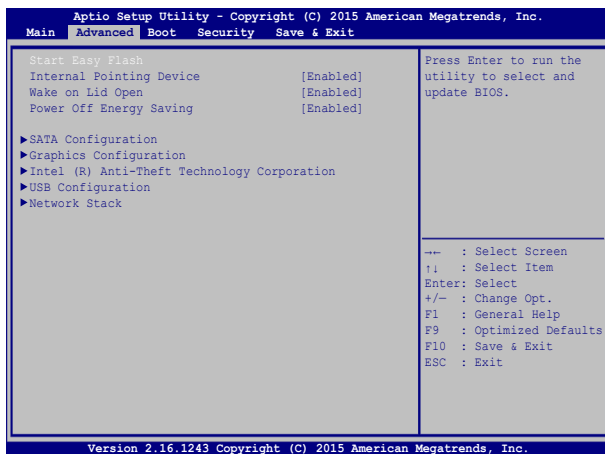 Aptio Setup Utility - Copyright (C) 2015 American Megatrends, Inc.
Main Advanced Boot Security Save & Exit
Start Easy Flash
Internal Pointing Device [Enabled]
Wake on Lid Open [Enabled]
Power Off Energy Saving [Enabled]
▶SATA Configuration
▶Graphics Configuration
▶Intel (R) Anti-Theft Technology Corporation
▶USB Configuration
▶Network Stack
Press Enter to run the
utility to select and
update BIOS.
→← : Select Screen
↑↓ : Select Item
Enter: Select
+/— : Change Opt.
F1 : General Help
F9 : Optimized Defaults
F10 : Save & Exit
ESC : Exit
Version 2.16.1243 Copyright (C) 2015 American Megatrends, Inc.